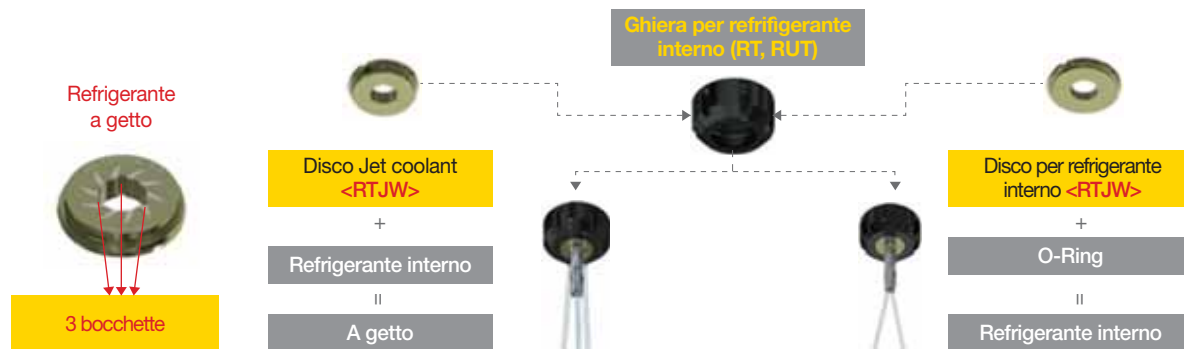 Refrigerante
a getto
3 bocchette
Disco Jet coolant
<RTJW>
+
Refrigerante interno
=
A getto
Ghiera per refrifigerante
interno (RT, RUT)
Disco per refrigerante
interno <RTJW>
+
O-Ring
=
Refrigerante interno